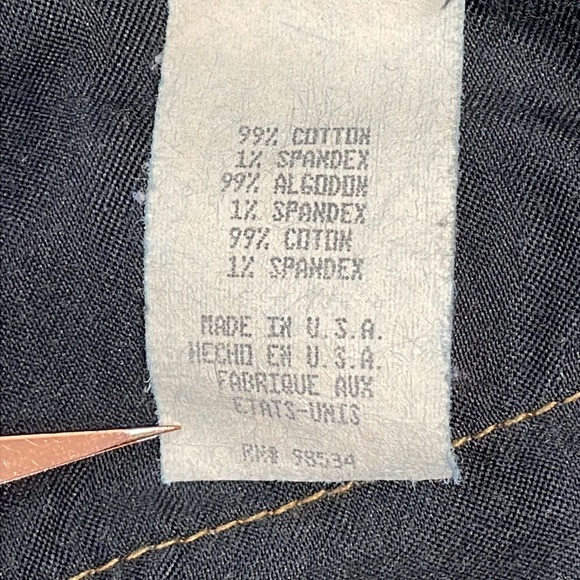 99% COTTON
1% SPANDEX
99% ALGODON
1% SPANDEX
99% COTON
1% SPANDEX
MADE IN U.S.A.
HECHO EN U.S.A.
FABRIQUE AUX
ETATS-UNIS
RN# 98534